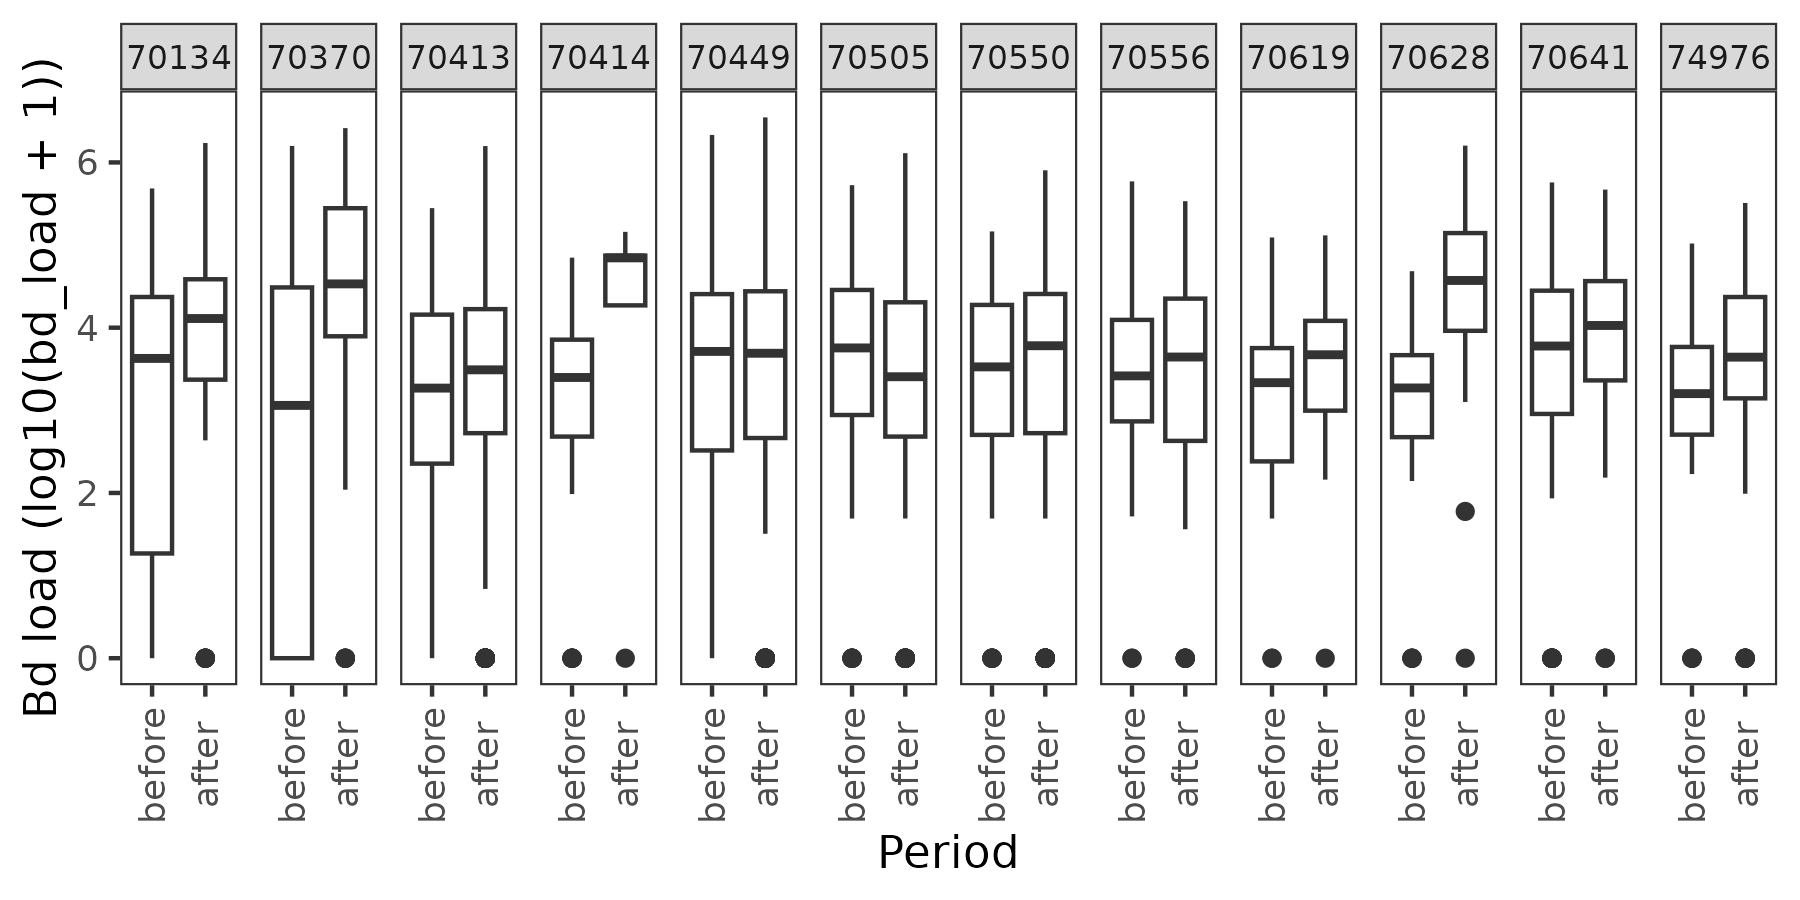 70134 70370 70413 70414 70449 70505 70550 70556 70619 70628 70641 74976
Bd load (log10(bd_load + 1))
6
4
2
0
before after before after before after before after before after before after before after before after before after before after before after before after
Period